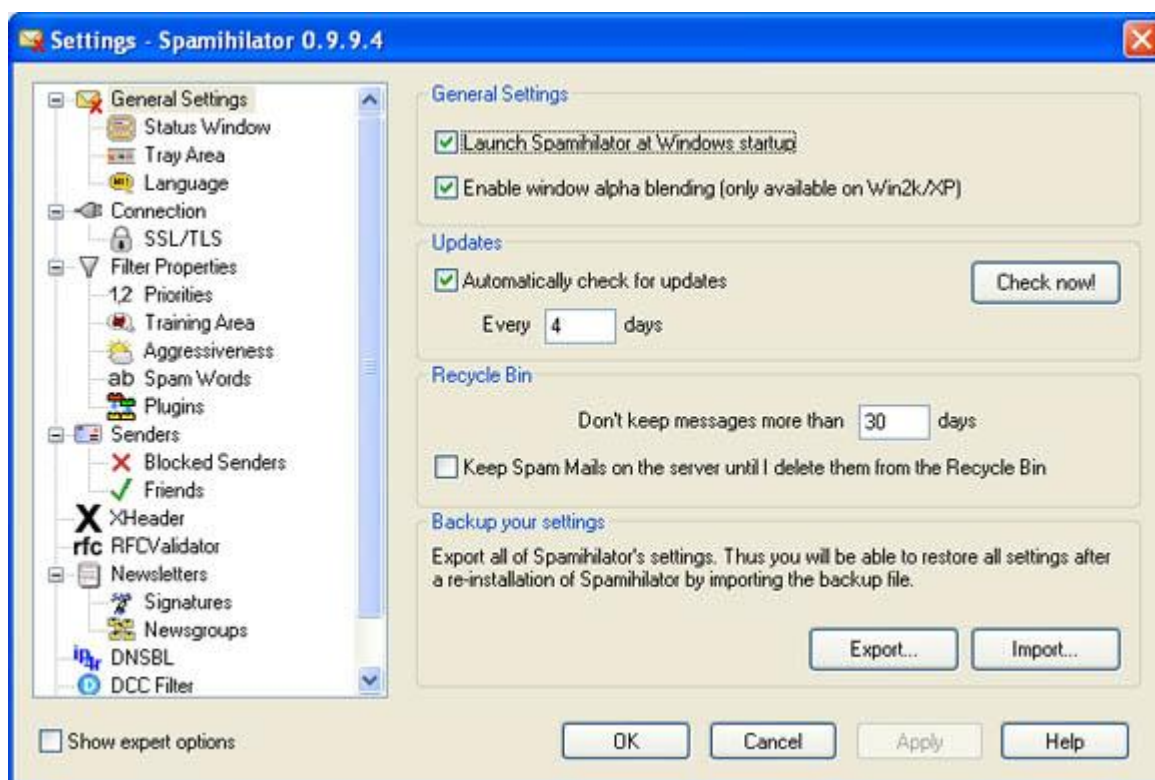 Settings - Spamihilator 0.9.9.4
General Settings
Status Window
Tray Area
Language
Connection
SSL/TLS
Filter Properties
1,2 Priorities
Training Area
Aggressiveness
ab Spam Words
Plugins
Senders
Blocked Senders
Friends
X XHeader
rfc RFCValidator
Newsletters
Signatures
Newsgroups
DNSBL
DCC Filter
Show expert options
General Settings
Launch Spamihilator at Windows startup
Enable window alpha blending (only available on Win2k/XP)
Updates
Automatically check for updates
Check now!
Every 4 days
Recycle Bin
Don't keep messages more than 30 days
Keep Spam Mails on the server until I delete them from the Recycle Bin
Backup your settings
Export all of Spamihilator's settings. Thus you will be able to restore all settings after
a re-installation of Spamihilator by importing the backup file.
Export...
Import...
OK
Cancel
Apply
Help